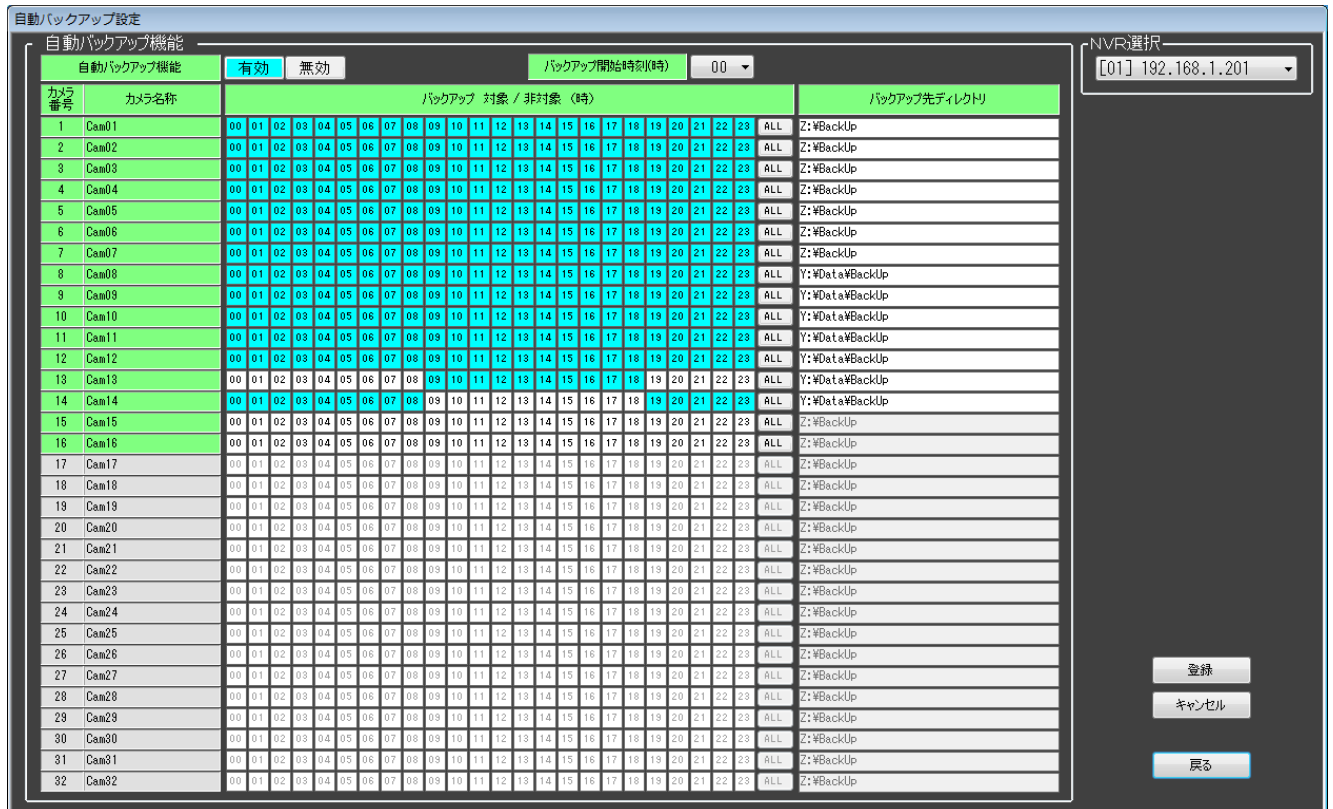 自動バックアップ設定
自動バックアップ機能
NVR選択
自動バックアップ機能 有効 無効 バックアップ開始時刻(時) 00
[01] 192.168.1.201
カメラ番号 カメラ名称 バックアップ 対象 / 非対象 (時) バックアップ先ディレクトリ
1 Cam01 00 01 02 03 04 05 06 07 08 09 10 11 12 13 14 15 16 17 18 19 20 21 22 23 ALL Z:¥BackUp
2 Cam02 00 01 02 03 04 05 06 07 08 09 10 11 12 13 14 15 16 17 18 19 20 21 22 23 ALL Z:¥BackUp
3 Cam03 00 01 02 03 04 05 06 07 08 09 10 11 12 13 14 15 16 17 18 19 20 21 22 23 ALL Z:¥BackUp
4 Cam04 00 01 02 03 04 05 06 07 08 09 10 11 12 13 14 15 16 17 18 19 20 21 22 23 ALL Z:¥BackUp
5 Cam05 00 01 02 03 04 05 06 07 08 09 10 11 12 13 14 15 16 17 18 19 20 21 22 23 ALL Z:¥BackUp
6 Cam06 00 01 02 03 04 05 06 07 08 09 10 11 12 13 14 15 16 17 18 19 20 21 22 23 ALL Z:¥BackUp
7 Cam07 00 01 02 03 04 05 06 07 08 09 10 11 12 13 14 15 16 17 18 19 20 21 22 23 ALL Z:¥BackUp
8 Cam08 00 01 02 03 04 05 06 07 08 09 10 11 12 13 14 15 16 17 18 19 20 21 22 23 ALL Y:¥Data¥BackUp
9 Cam09 00 01 02 03 04 05 06 07 08 09 10 11 12 13 14 15 16 17 18 19 20 21 22 23 ALL Y:¥Data¥BackUp
10 Cam10 00 01 02 03 04 05 06 07 08 09 10 11 12 13 14 15 16 17 18 19 20 21 22 23 ALL Y:¥Data¥BackUp
11 Cam11 00 01 02 03 04 05 06 07 08 09 10 11 12 13 14 15 16 17 18 19 20 21 22 23 ALL Y:¥Data¥BackUp
12 Cam12 00 01 02 03 04 05 06 07 08 09 10 11 12 13 14 15 16 17 18 19 20 21 22 23 ALL Y:¥Data¥BackUp
13 Cam13 00 01 02 03 04 05 06 07 08 09 10 11 12 13 14 15 16 17 18 19 20 21 22 23 ALL Y:¥Data¥BackUp
14 Cam14 00 01 02 03 04 05 06 07 08 09 10 11 12 13 14 15 16 17 18 19 20 21 22 23 ALL Y:¥Data¥BackUp
15 Cam15 00 01 02 03 04 05 06 07 08 09 10 11 12 13 14 15 16 17 18 19 20 21 22 23 ALL Z:¥BackUp
16 Cam16 00 01 02 03 04 05 06 07 08 09 10 11 12 13 14 15 16 17 18 19 20 21 22 23 ALL Z:¥BackUp
17 Cam17 00 01 02 03 04 05 06 07 08 09 10 11 12 13 14 15 16 17 18 19 20 21 22 23 ALL Z:¥BackUp
18 Cam18 00 01 02 03 04 05 06 07 08 09 10 11 12 13 14 15 16 17 18 19 20 21 22 23 ALL Z:¥BackUp
19 Cam19 00 01 02 03 04 05 06 07 08 09 10 11 12 13 14 15 16 17 18 19 20 21 22 23 ALL Z:¥BackUp
20 Cam20 00 01 02 03 04 05 06 07 08 09 10 11 12 13 14 15 16 17 18 19 20 21 22 23 ALL Z:¥BackUp
21 Cam21 00 01 02 03 04 05 06 07 08 09 10 11 12 13 14 15 16 17 18 19 20 21 22 23 ALL Z:¥BackUp
22 Cam22 00 01 02 03 04 05 06 07 08 09 10 11 12 13 14 15 16 17 18 19 20 21 22 23 ALL Z:¥BackUp
23 Cam23 00 01 02 03 04 05 06 07 08 09 10 11 12 13 14 15 16 17 18 19 20 21 22 23 ALL Z:¥BackUp
24 Cam24 00 01 02 03 04 05 06 07 08 09 10 11 12 13 14 15 16 17 18 19 20 21 22 23 ALL Z:¥BackUp
25 Cam25 00 01 02 03 04 05 06 07 08 09 10 11 12 13 14 15 16 17 18 19 20 21 22 23 ALL Z:¥BackUp
26 Cam26 00 01 02 03 04 05 06 07 08 09 10 11 12 13 14 15 16 17 18 19 20 21 22 23 ALL Z:¥BackUp
27 Cam27 00 01 02 03 04 05 06 07 08 09 10 11 12 13 14 15 16 17 18 19 20 21 22 23 ALL Z:¥BackUp
28 Cam28 00 01 02 03 04 05 06 07 08 09 10 11 12 13 14 15 16 17 18 19 20 21 22 23 ALL Z:¥BackUp
29 Cam29 00 01 02 03 04 05 06 07 08 09 10 11 12 13 14 15 16 17 18 19 20 21 22 23 ALL Z:¥BackUp
30 Cam30 00 01 02 03 04 05 06 07 08 09 10 11 12 13 14 15 16 17 18 19 20 21 22 23 ALL Z:¥BackUp
31 Cam31 00 01 02 03 04 05 06 07 08 09 10 11 12 13 14 15 16 17 18 19 20 21 22 23 ALL Z:¥BackUp
32 Cam32 00 01 02 03 04 05 06 07 08 09 10 11 12 13 14 15 16 17 18 19 20 21 22 23 ALL Z:¥BackUp
登録
キャンセル
戻る